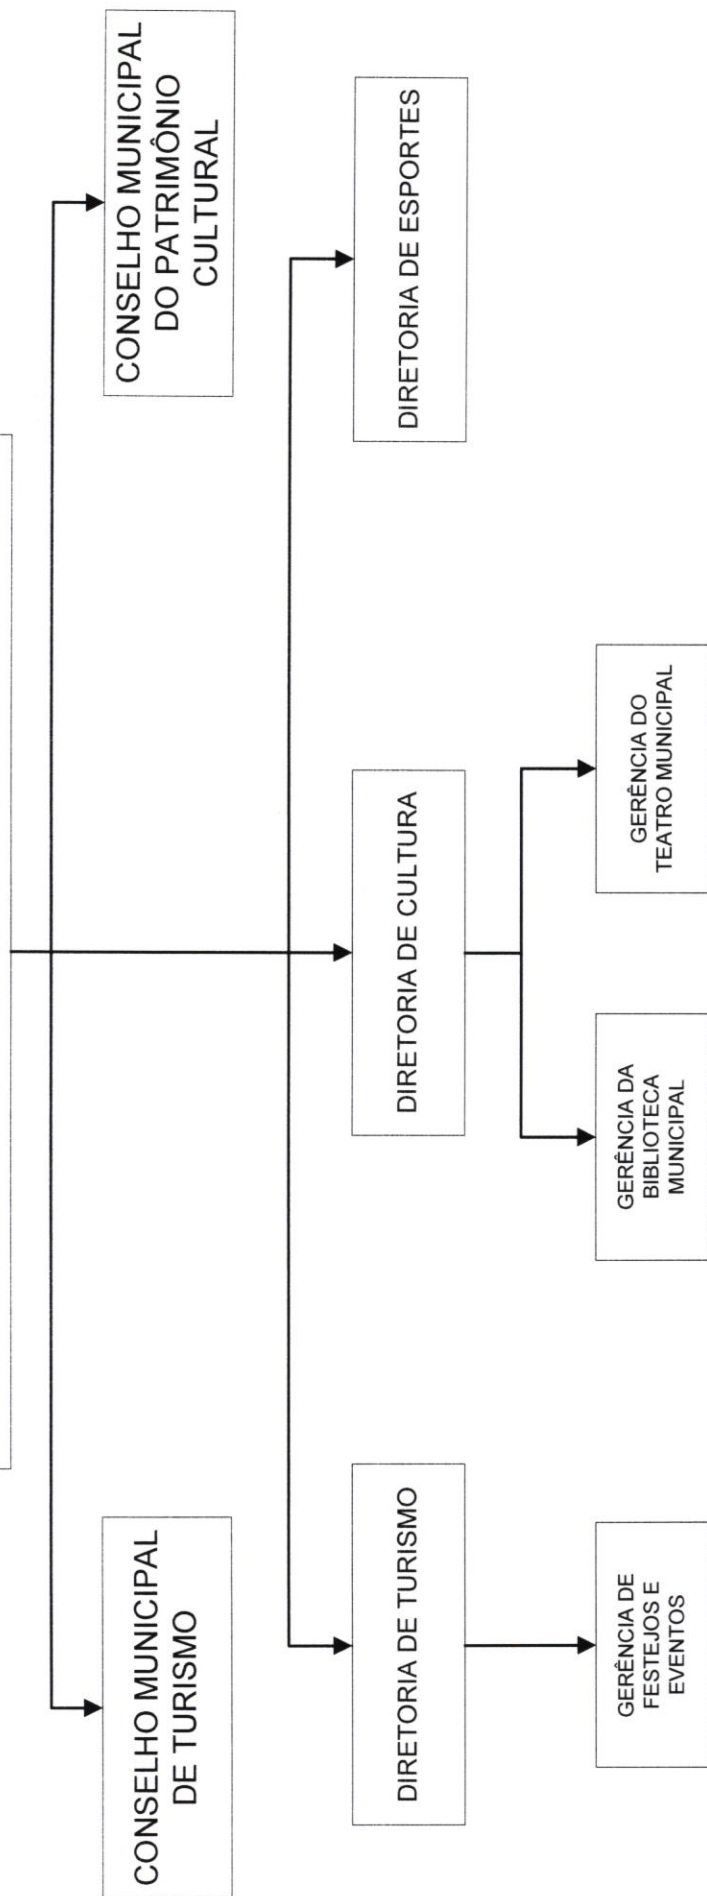 CONSELHO MUNICIPAL
DE TURISMO
CONSELHO MUNICIPAL
DO PATRIMÔNIO
CULTURAL
DIRETORIA DE TURISMO
DIRETORIA DE CULTURA
DIRETORIA DE ESPORTES
GERÊNCIA DE
FESTEJOS E
EVENTOS
GERÊNCIA DA
BIBLIOTECA
MUNICIPAL
GERÊNCIA DO
TEATRO MUNICIPAL